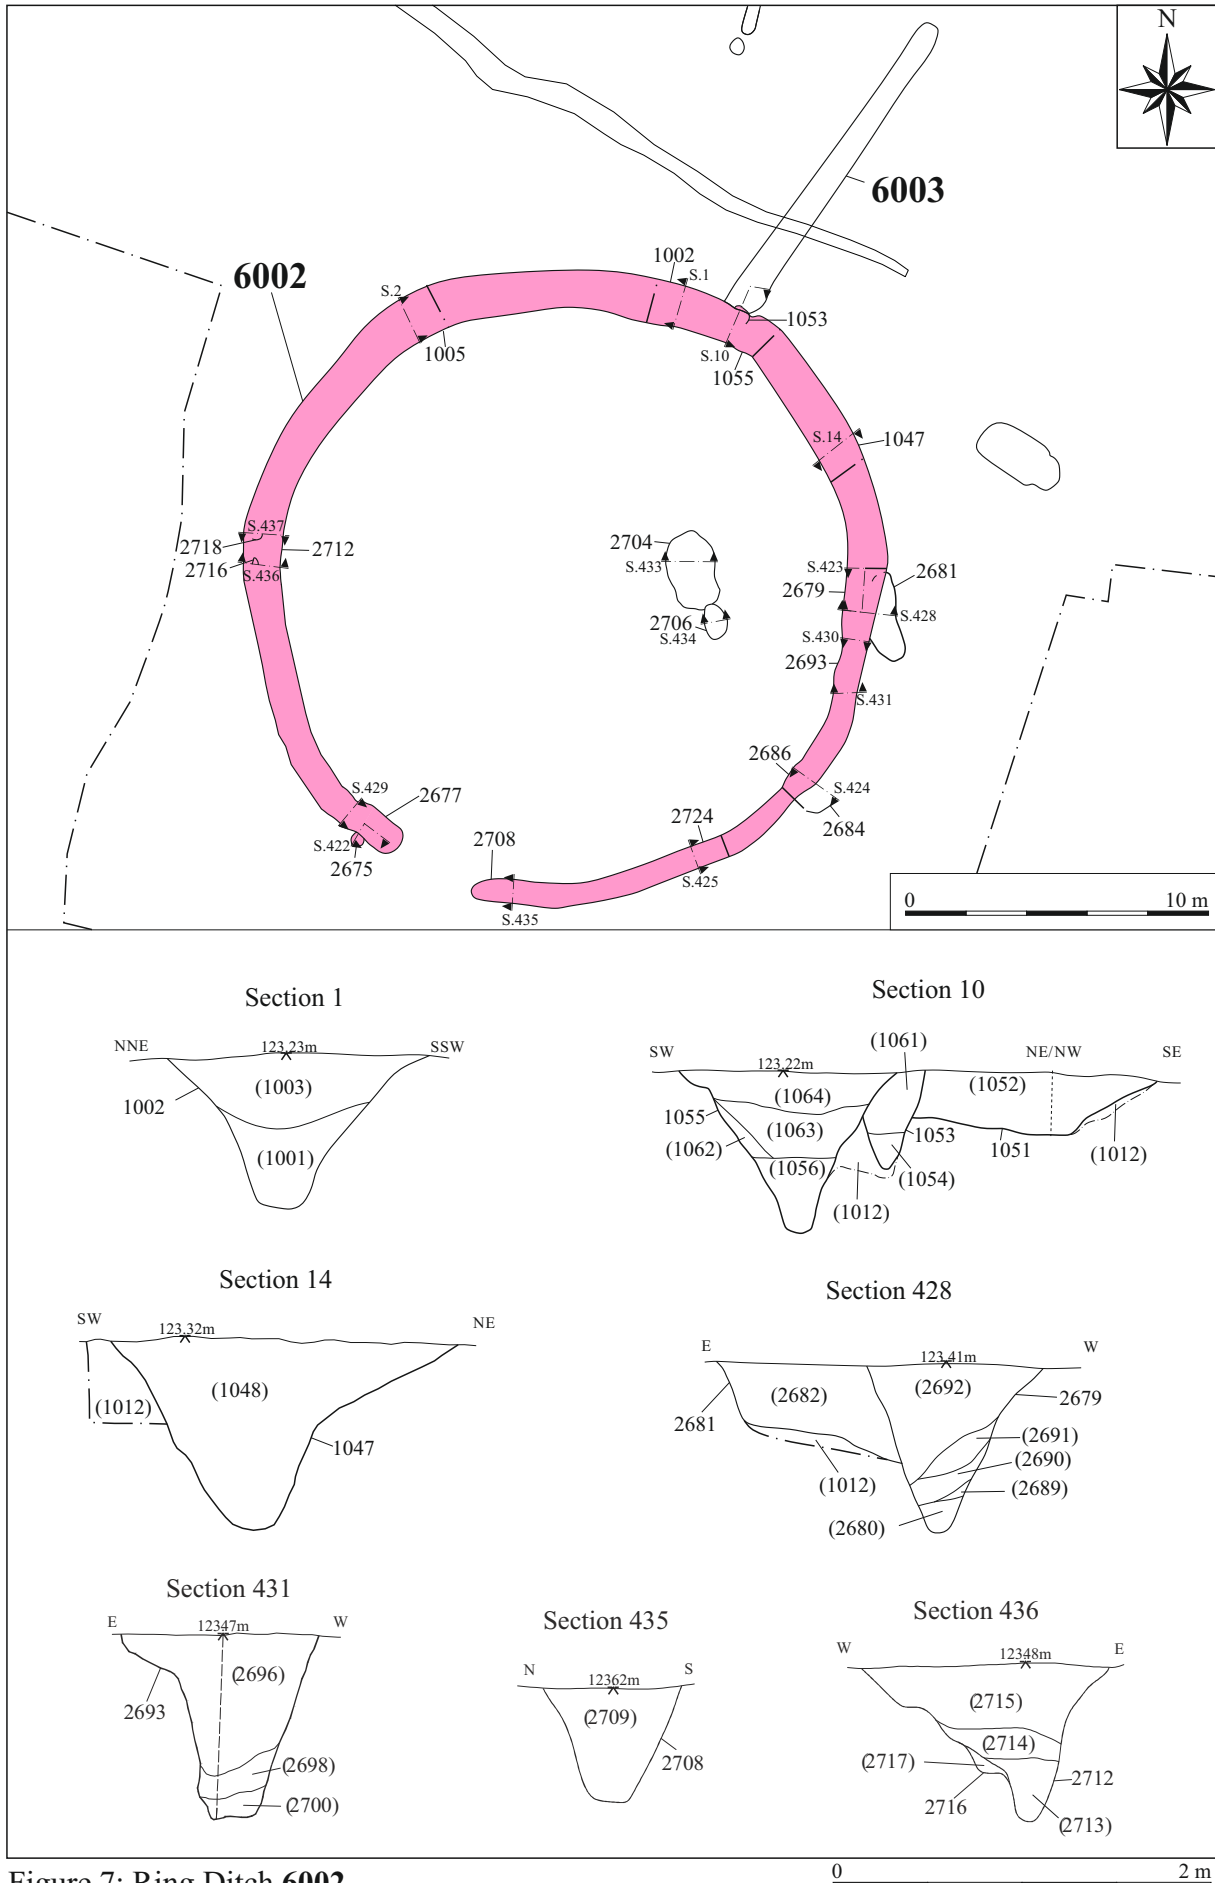 N
6003
6002
1002
S.1
S.2
1053
1005
S.10
1055
S.14
1047
S.437
2718
2712
2716
S.436
2704
S.433
S.423
2681
2679
2706
S.428
S.434
S.430
2693
S.431
2686
S.429
S.424
2677
2724
2684
2708
S.422
2675
S.425
0 10 m
S.435
Section 1
Section 10
NNE 123.23m SSW
(1003)
1002
(1001)
(1061)
SW 123.22m NE/NW SE
(1064)
(1052)
1055
(1063)
1053
(1062)
1051
(1012)
(1056)
(1054)
(1012)
Section 14
SW 123.32m NE
(1048)
(1012)
1047
Section 428
E 123.41m W
(2682)
(2692)
2681
2679
(2691)
(2690)
(1012)
(2689)
(2680)
Section 431
E 12347m W
(2696)
2693
(2698)
(2700)
Section 435
N 12362m S
(2709)
2708
Section 436
W 12348m E
(2715)
(2714)
(2717)
2712
2716
(2713)
Figure 7: Ring Ditch 6002
0 2 m